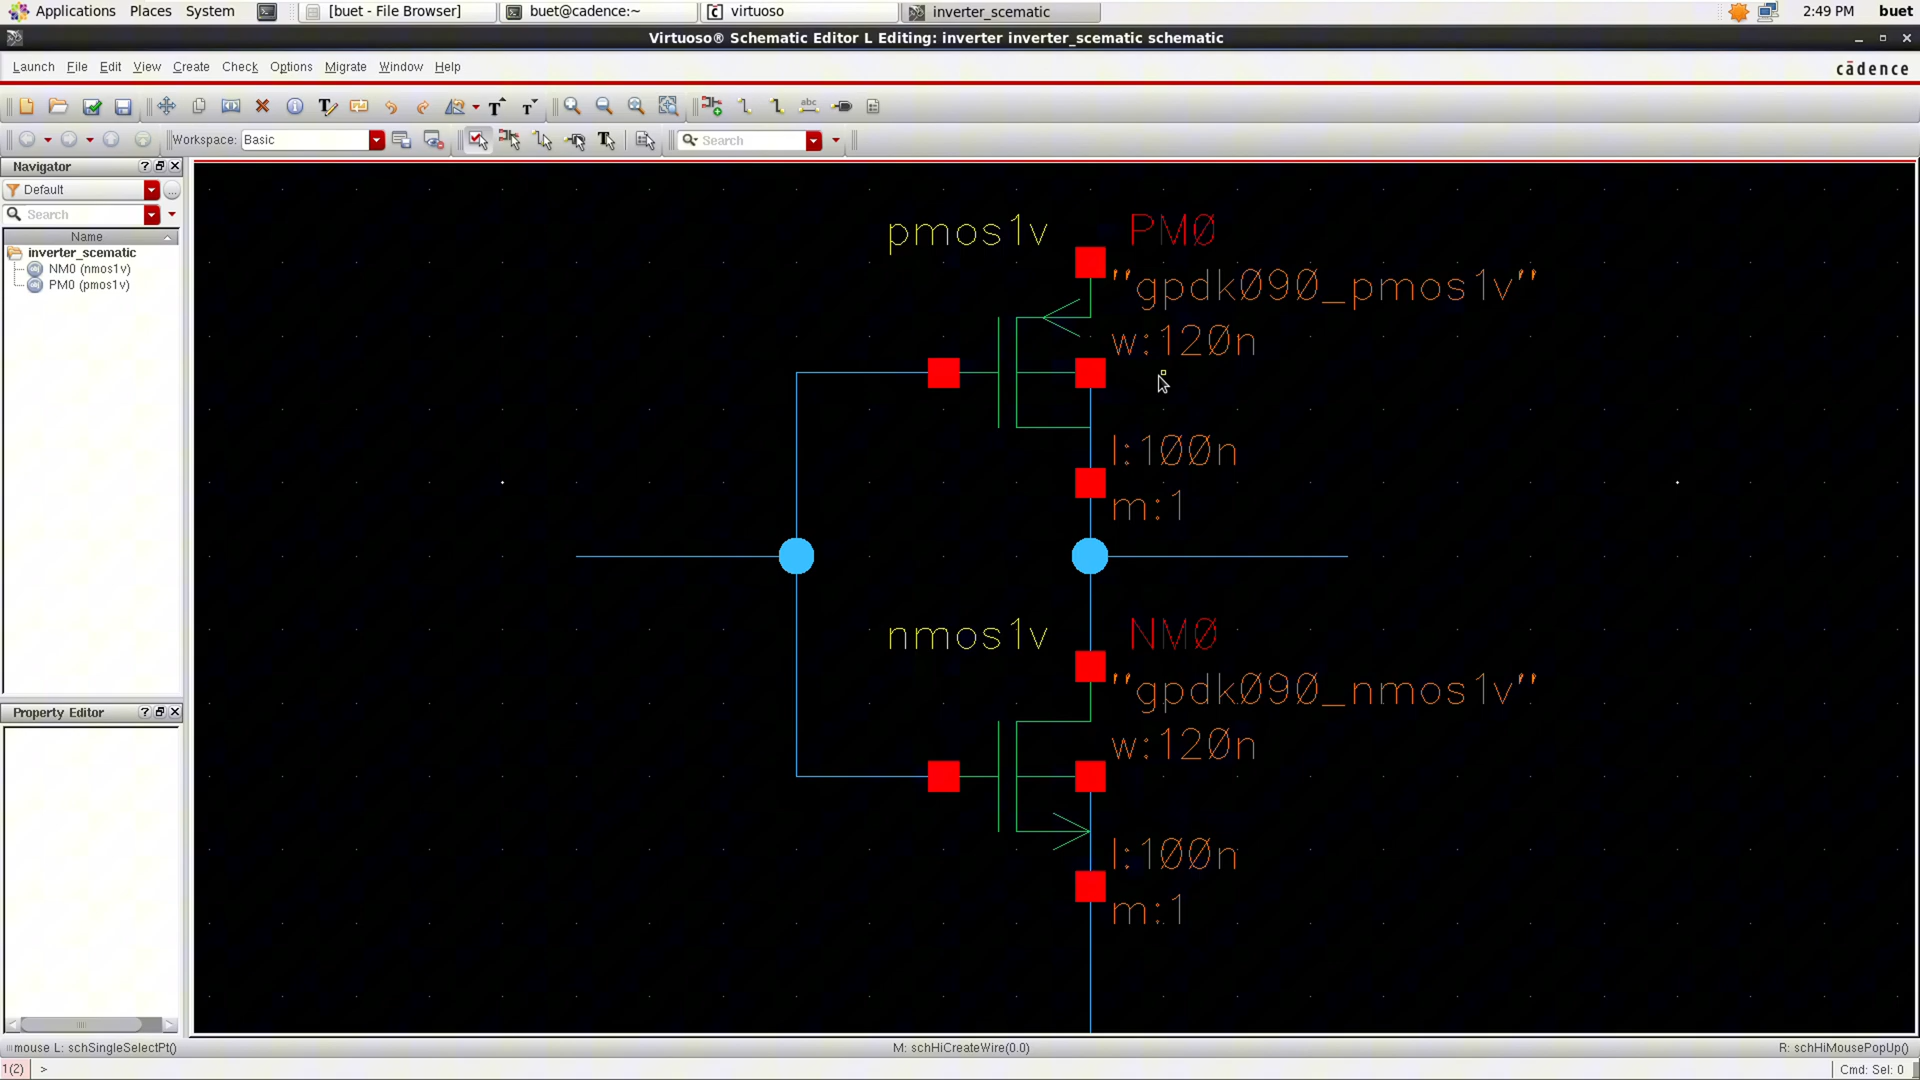 Applications Places System [buet - File Browser] buet@cadence:~ virtuoso inverter_scematic 2:49 PM buet
Virtuoso® Schematic Editor L Editing: inverter inverter_scematic schematic
Launch File Edit View Create Check Options Migrate Window Help cādence
abc
Workspace: Basic Search
Navigator
Default
Search
Name
inverter_scematic
NM0 (nmos1v)
PM0 (pmos1v)
Property Editor
pmos1v PM0
"gpdk090_pmos1v"
w:120n
l:100n
m:1
nmos1v NM0
"gpdk090_nmos1v"
w:120n
l:100n
m:1
mouse L: schSingleSelectPt() M: schHiCreateWire(0.0) R: schHiMousePopUp()
1(2) > Cmd: Sel: 0